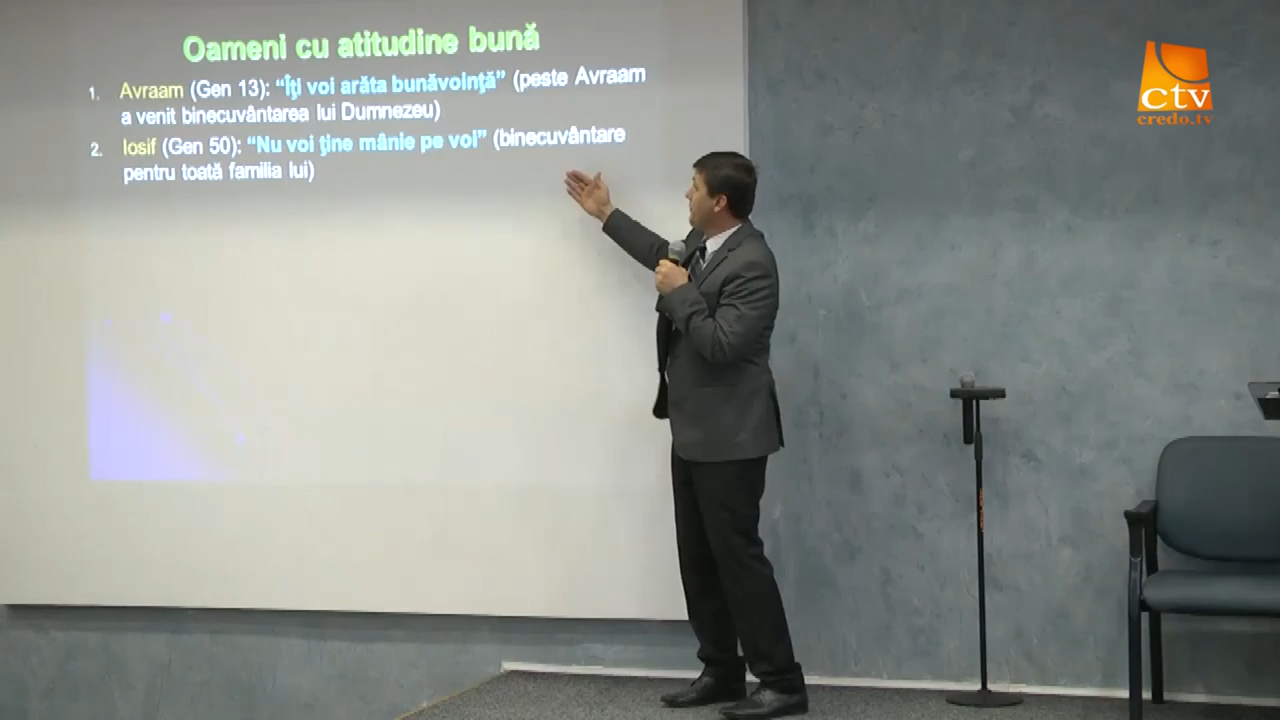 Oameni cu atitudine bună
1. Avraam (Gen 13): “Îţi voi arăta bunăvoinţă” (peste Avraam
a venit binecuvântarea lui Dumnezeu)
2. Iosif (Gen 50): “Nu voi ţine mânie pe voi” (binecuvântare
pentru toată familia lui)
ctv
credo.tv